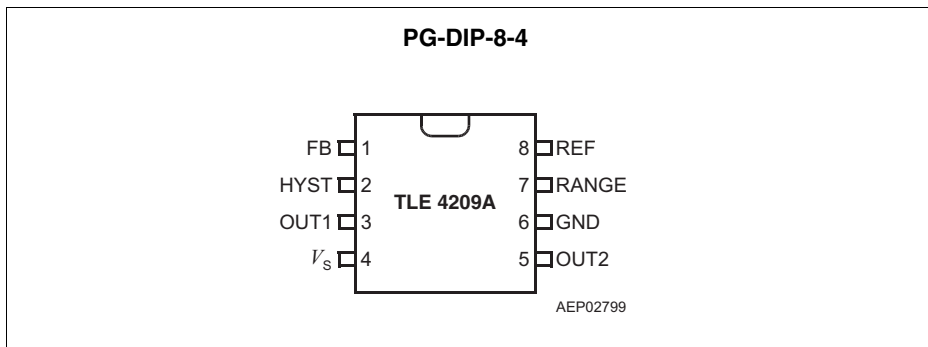 PG-DIP-8-4
FB 1 8 REF
HYST 2 7 RANGE
TLE 4209A
OUT1 3 6 GND
VS 4 5 OUT2
AEP02799